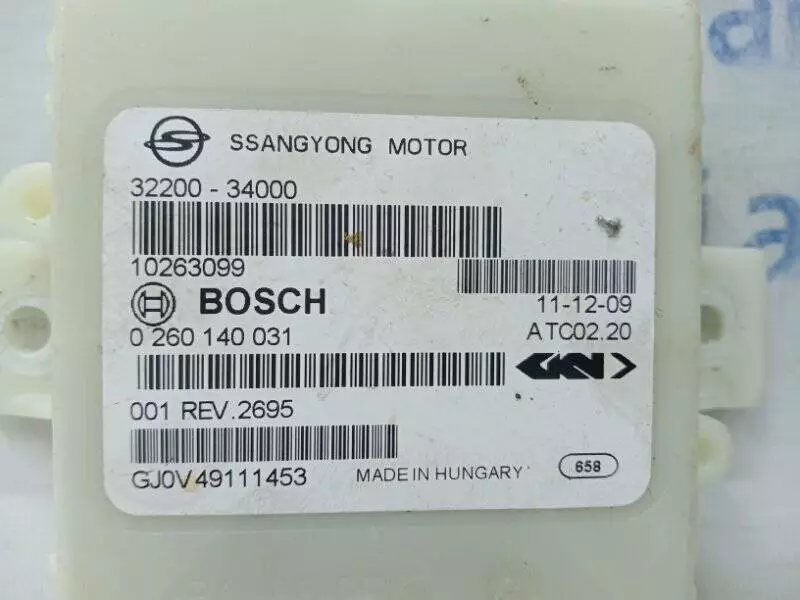 SSANGYONG MOTOR
32200 - 34000
10263099
BOSCH
11-12-09
0 260 140 031
ATC02.20
GKN
001 REV.2695
GJ0V49111453
MADE IN HUNGARY
658